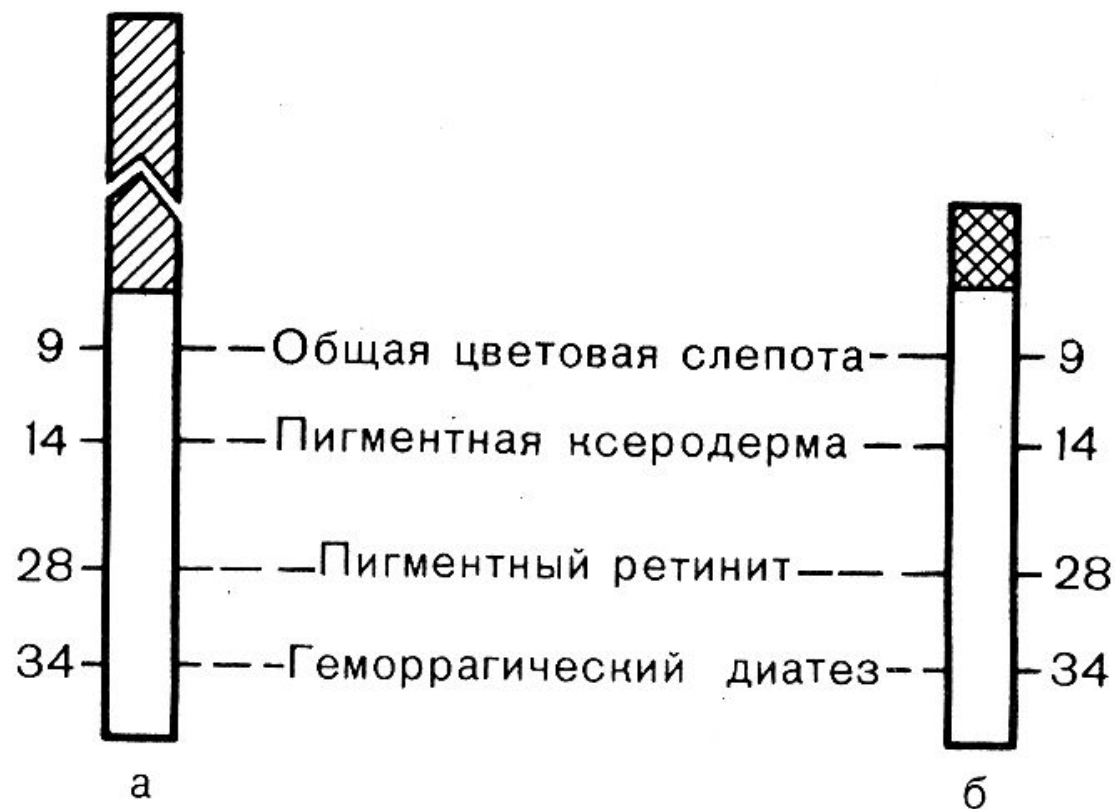 9 Общая цветовая слепота 9
14 Пигментная ксеродерма 14
28 Пигментный ретинит 28
34 Геморрагический диатез 34
а б